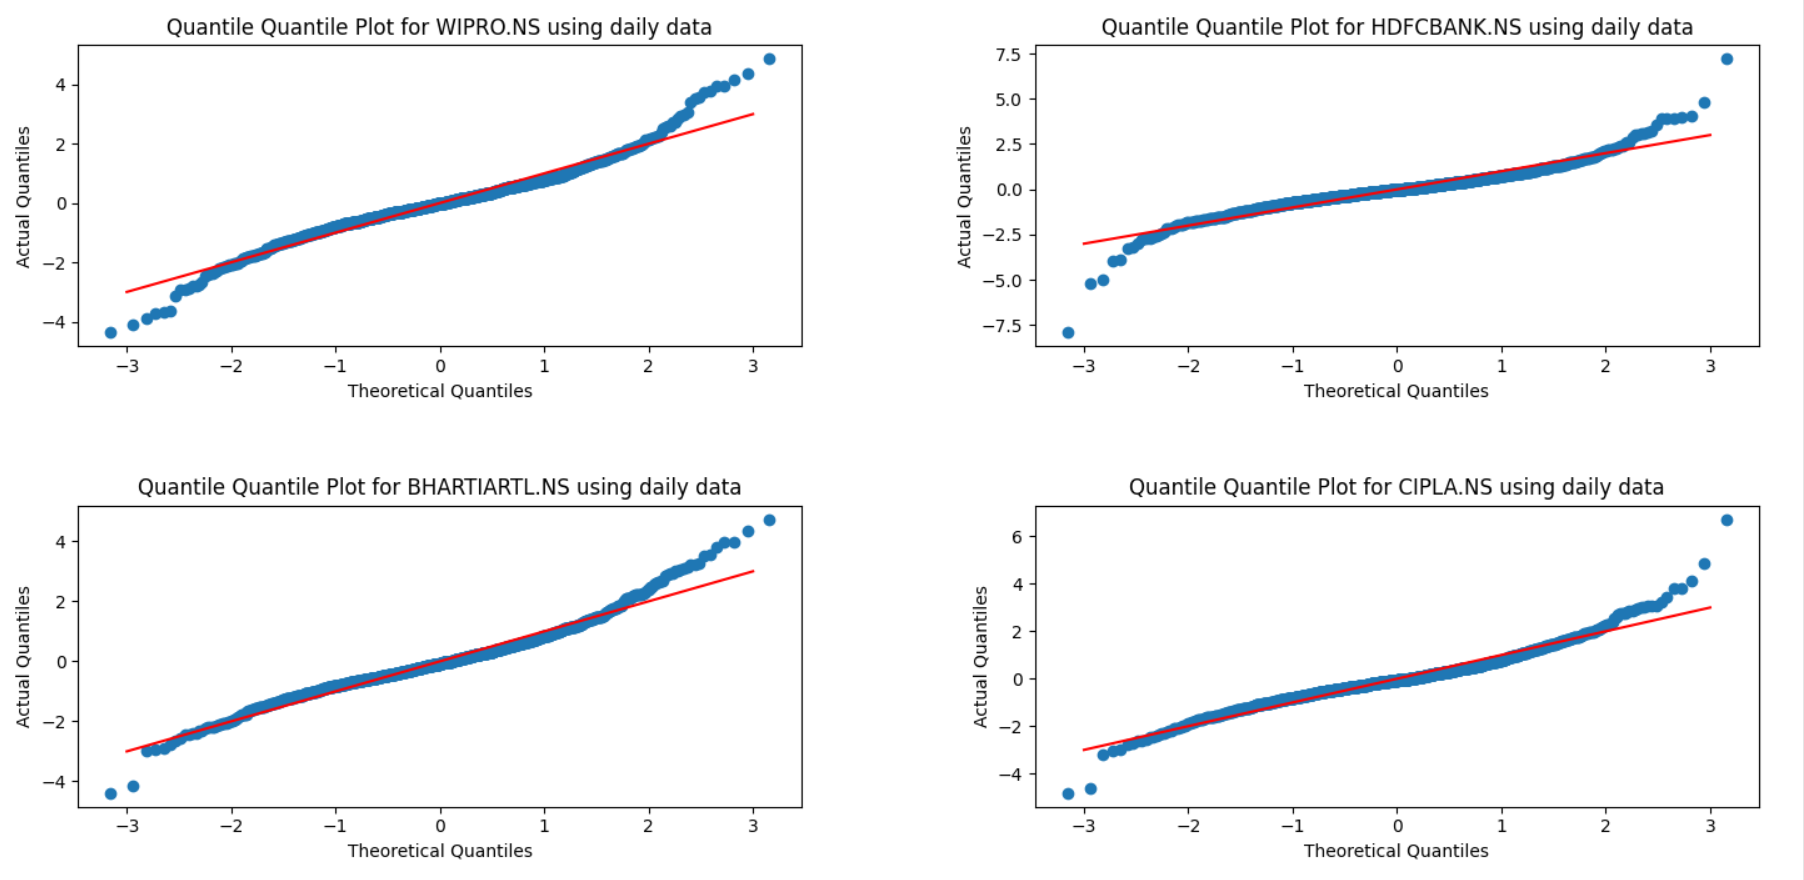 Quantile Quantile Plot for WIPRO.NS using daily data
Actual Quantiles
4
2
0
−2
−4
−3 −2 −1 0 1 2 3
Theoretical Quantiles
Quantile Quantile Plot for HDFCBANK.NS using daily data
Actual Quantiles
7.5
5.0
2.5
0.0
−2.5
−5.0
−7.5
−3 −2 −1 0 1 2 3
Theoretical Quantiles
Quantile Quantile Plot for BHARTIARTL.NS using daily data
Actual Quantiles
4
2
0
−2
−4
−3 −2 −1 0 1 2 3
Theoretical Quantiles
Quantile Quantile Plot for CIPLA.NS using daily data
Actual Quantiles
6
4
2
0
−2
−4
−3 −2 −1 0 1 2 3
Theoretical Quantiles